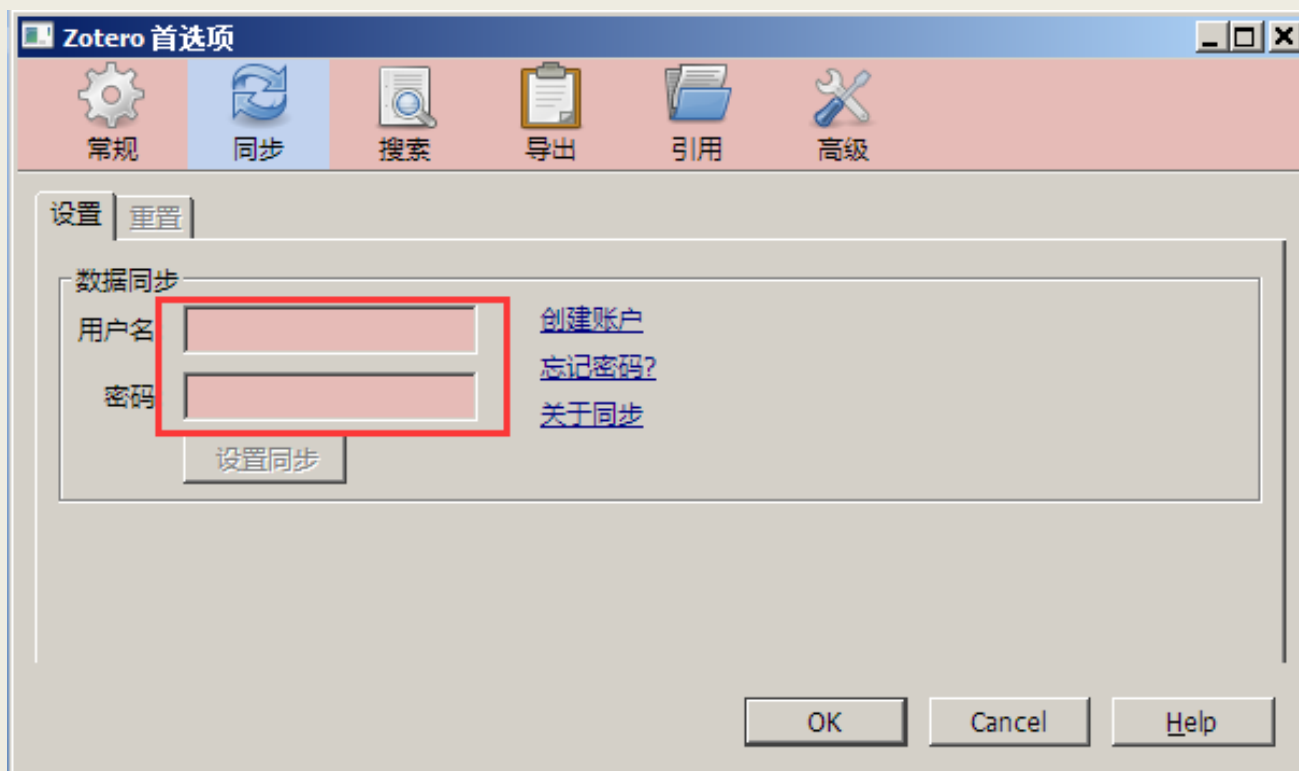 Zotero 首选项
常规 同步 搜索 导出 引用 高级
设置 重置
数据同步
用户名 创建账户
忘记密码?
密码
关于同步
设置同步
OK Cancel Help